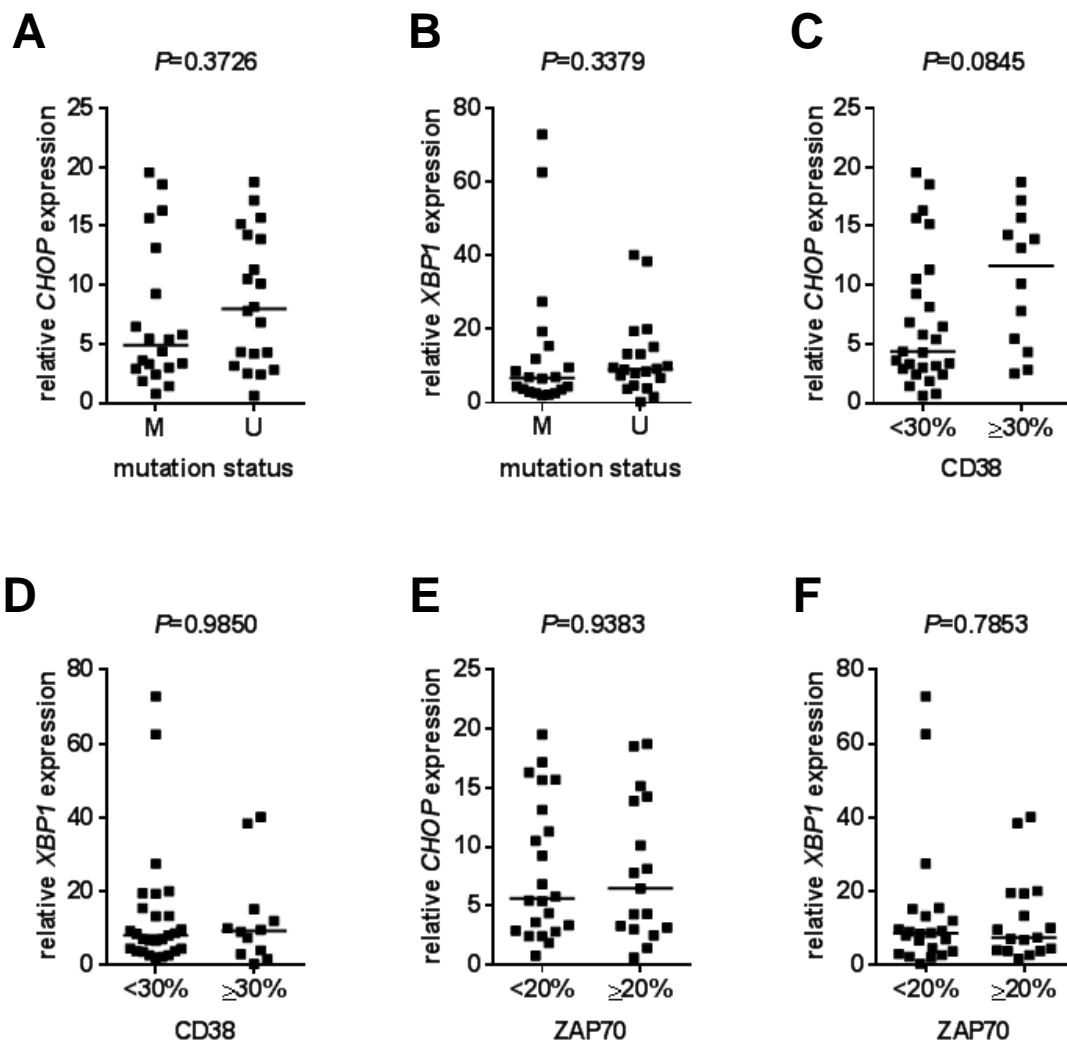 A
P=0.3726
relative CHOP expression
25
20
15
10
5
0
M U
mutation status
B
P=0.3379
relative XBP1 expression
80
60
40
20
0
M U
mutation status
C
P=0.0845
relative CHOP expression
25
20
15
10
5
0
<30% ≥30%
CD38
D
P=0.9850
relative XBP1 expression
80
60
40
20
0
<30% ≥30%
CD38
E
P=0.9383
relative CHOP expression
25
20
15
10
5
0
<20% ≥20%
ZAP70
F
P=0.7853
relative XBP1 expression
80
60
40
20
0
<20% ≥20%
ZAP70